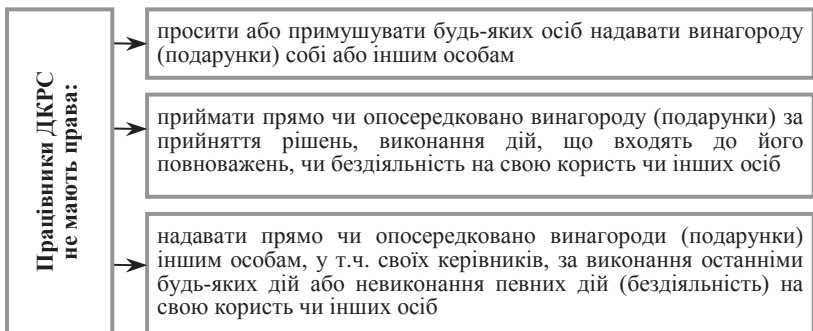 Працівники ДКРС
не мають права:
просити або примушувати будь-яких осіб надавати винагороду
(подарунки) собі або іншим особам
приймати прямо чи опосередковано винагороду (подарунки) за
прийняття рішень, виконання дій, що входять до його
повноважень, чи бездіяльність на свою користь чи інших осіб
надавати прямо чи опосередковано винагороди (подарунки)
іншим особам, у т.ч. своїх керівників, за виконання останніми
будь-яких дій або невиконання певних дій (бездіяльність) на
свою користь чи інших осіб